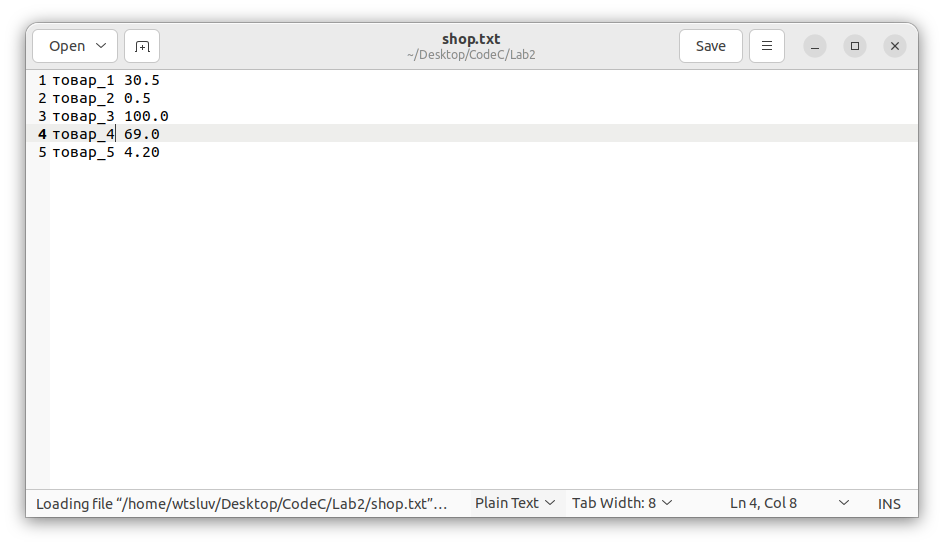 Open
shop.txt
~/Desktop/CodeC/Lab2
Save
1 товар_1 30.5
2 товар_2 0.5
3 товар_3 100.0
4 товар_4 69.0
5 товар_5 4.20
Loading file “/home/wtsluv/Desktop/CodeC/Lab2/shop.txt”… Plain Text Tab Width: 8 Ln 4, Col 8 INS